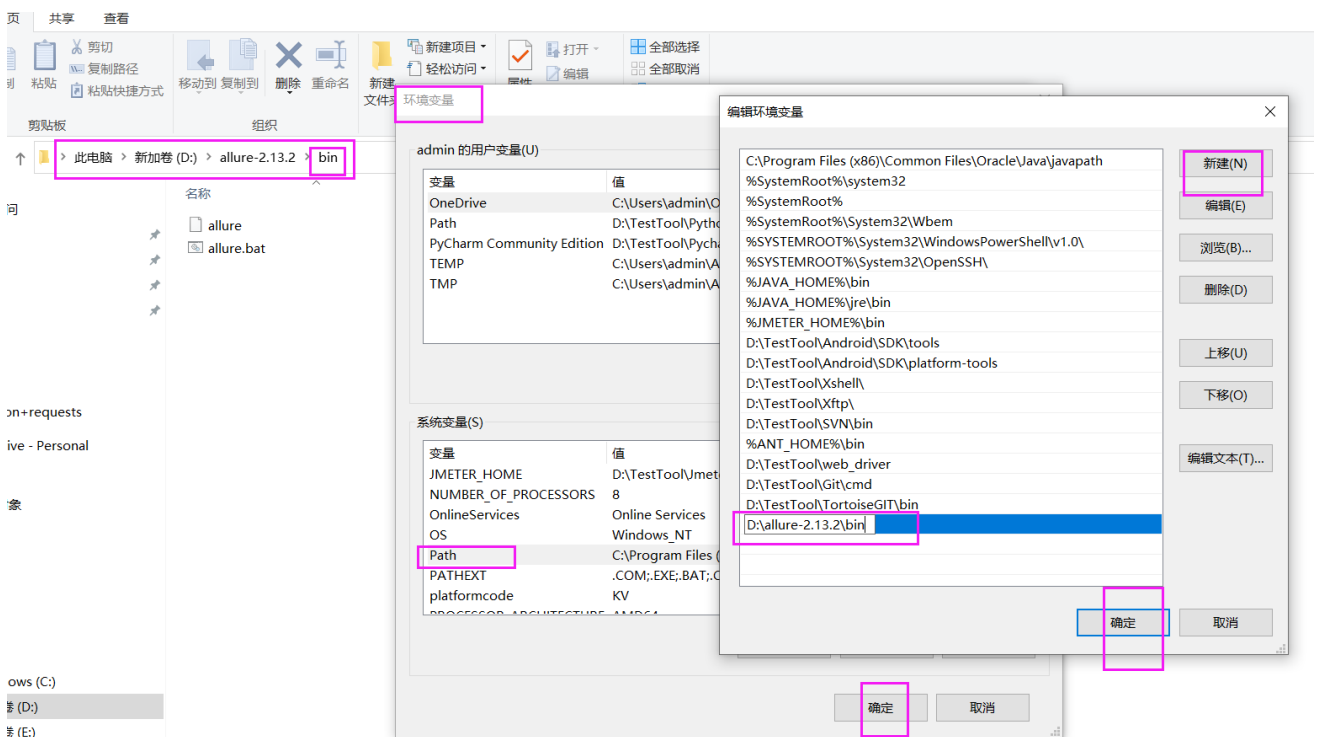 页 共享 查看
剪切
复制路径
粘贴快捷方式
粘贴
剪贴板
移动到 复制到 删除 重命名
组织
新建
新建项目
轻松访问
打开
编辑
全部选择
全部取消
此电脑 > 新加卷 (D:) > allure-2.13.2 > bin
名称
allure
allure.bat
问
on+requests
ive - Personal
象
ows (C:)
卷 (D:)
卷 (E:)
环境变量
admin 的用户变量(U)
变量 值
OneDrive C:\Users\admin\O
Path D:\TestTool\Pytho
PyCharm Community Edition D:\TestTool\Pycha
TEMP C:\Users\admin\A
TMP C:\Users\admin\A
系统变量(S)
变量 值
JMETER_HOME D:\TestTool\Jmete
NUMBER_OF_PROCESSORS 8
OnlineServices Online Services
OS Windows_NT
Path C:\Program Files (
PATHEXT .COM;.EXE;.BAT;.C
platformcode KV
PROCESSOR_ARCHITECTURE AMD64
确定 取消
编辑环境变量
C:\Program Files (x86)\Common Files\Oracle\Java\javapath
%SystemRoot%\system32
%SystemRoot%
%SystemRoot%\System32\Wbem
%SYSTEMROOT%\System32\WindowsPowerShell\v1.0\
%SYSTEMROOT%\System32\OpenSSH\
%JAVA_HOME%\bin
%JAVA_HOME%\jre\bin
%JMETER_HOME%\bin
D:\TestTool\Android\SDK\tools
D:\TestTool\Android\SDK\platform-tools
D:\TestTool\Xshell\
D:\TestTool\Xftp\
D:\TestTool\SVN\bin
%ANT_HOME%\bin
D:\TestTool\web_driver
D:\TestTool\Git\cmd
D:\TestTool\TortoiseGIT\bin
D:\allure-2.13.2\bin
新建(N)
编辑(E)
浏览(B)...
删除(D)
上移(U)
下移(O)
编辑文本(T)...
确定 取消